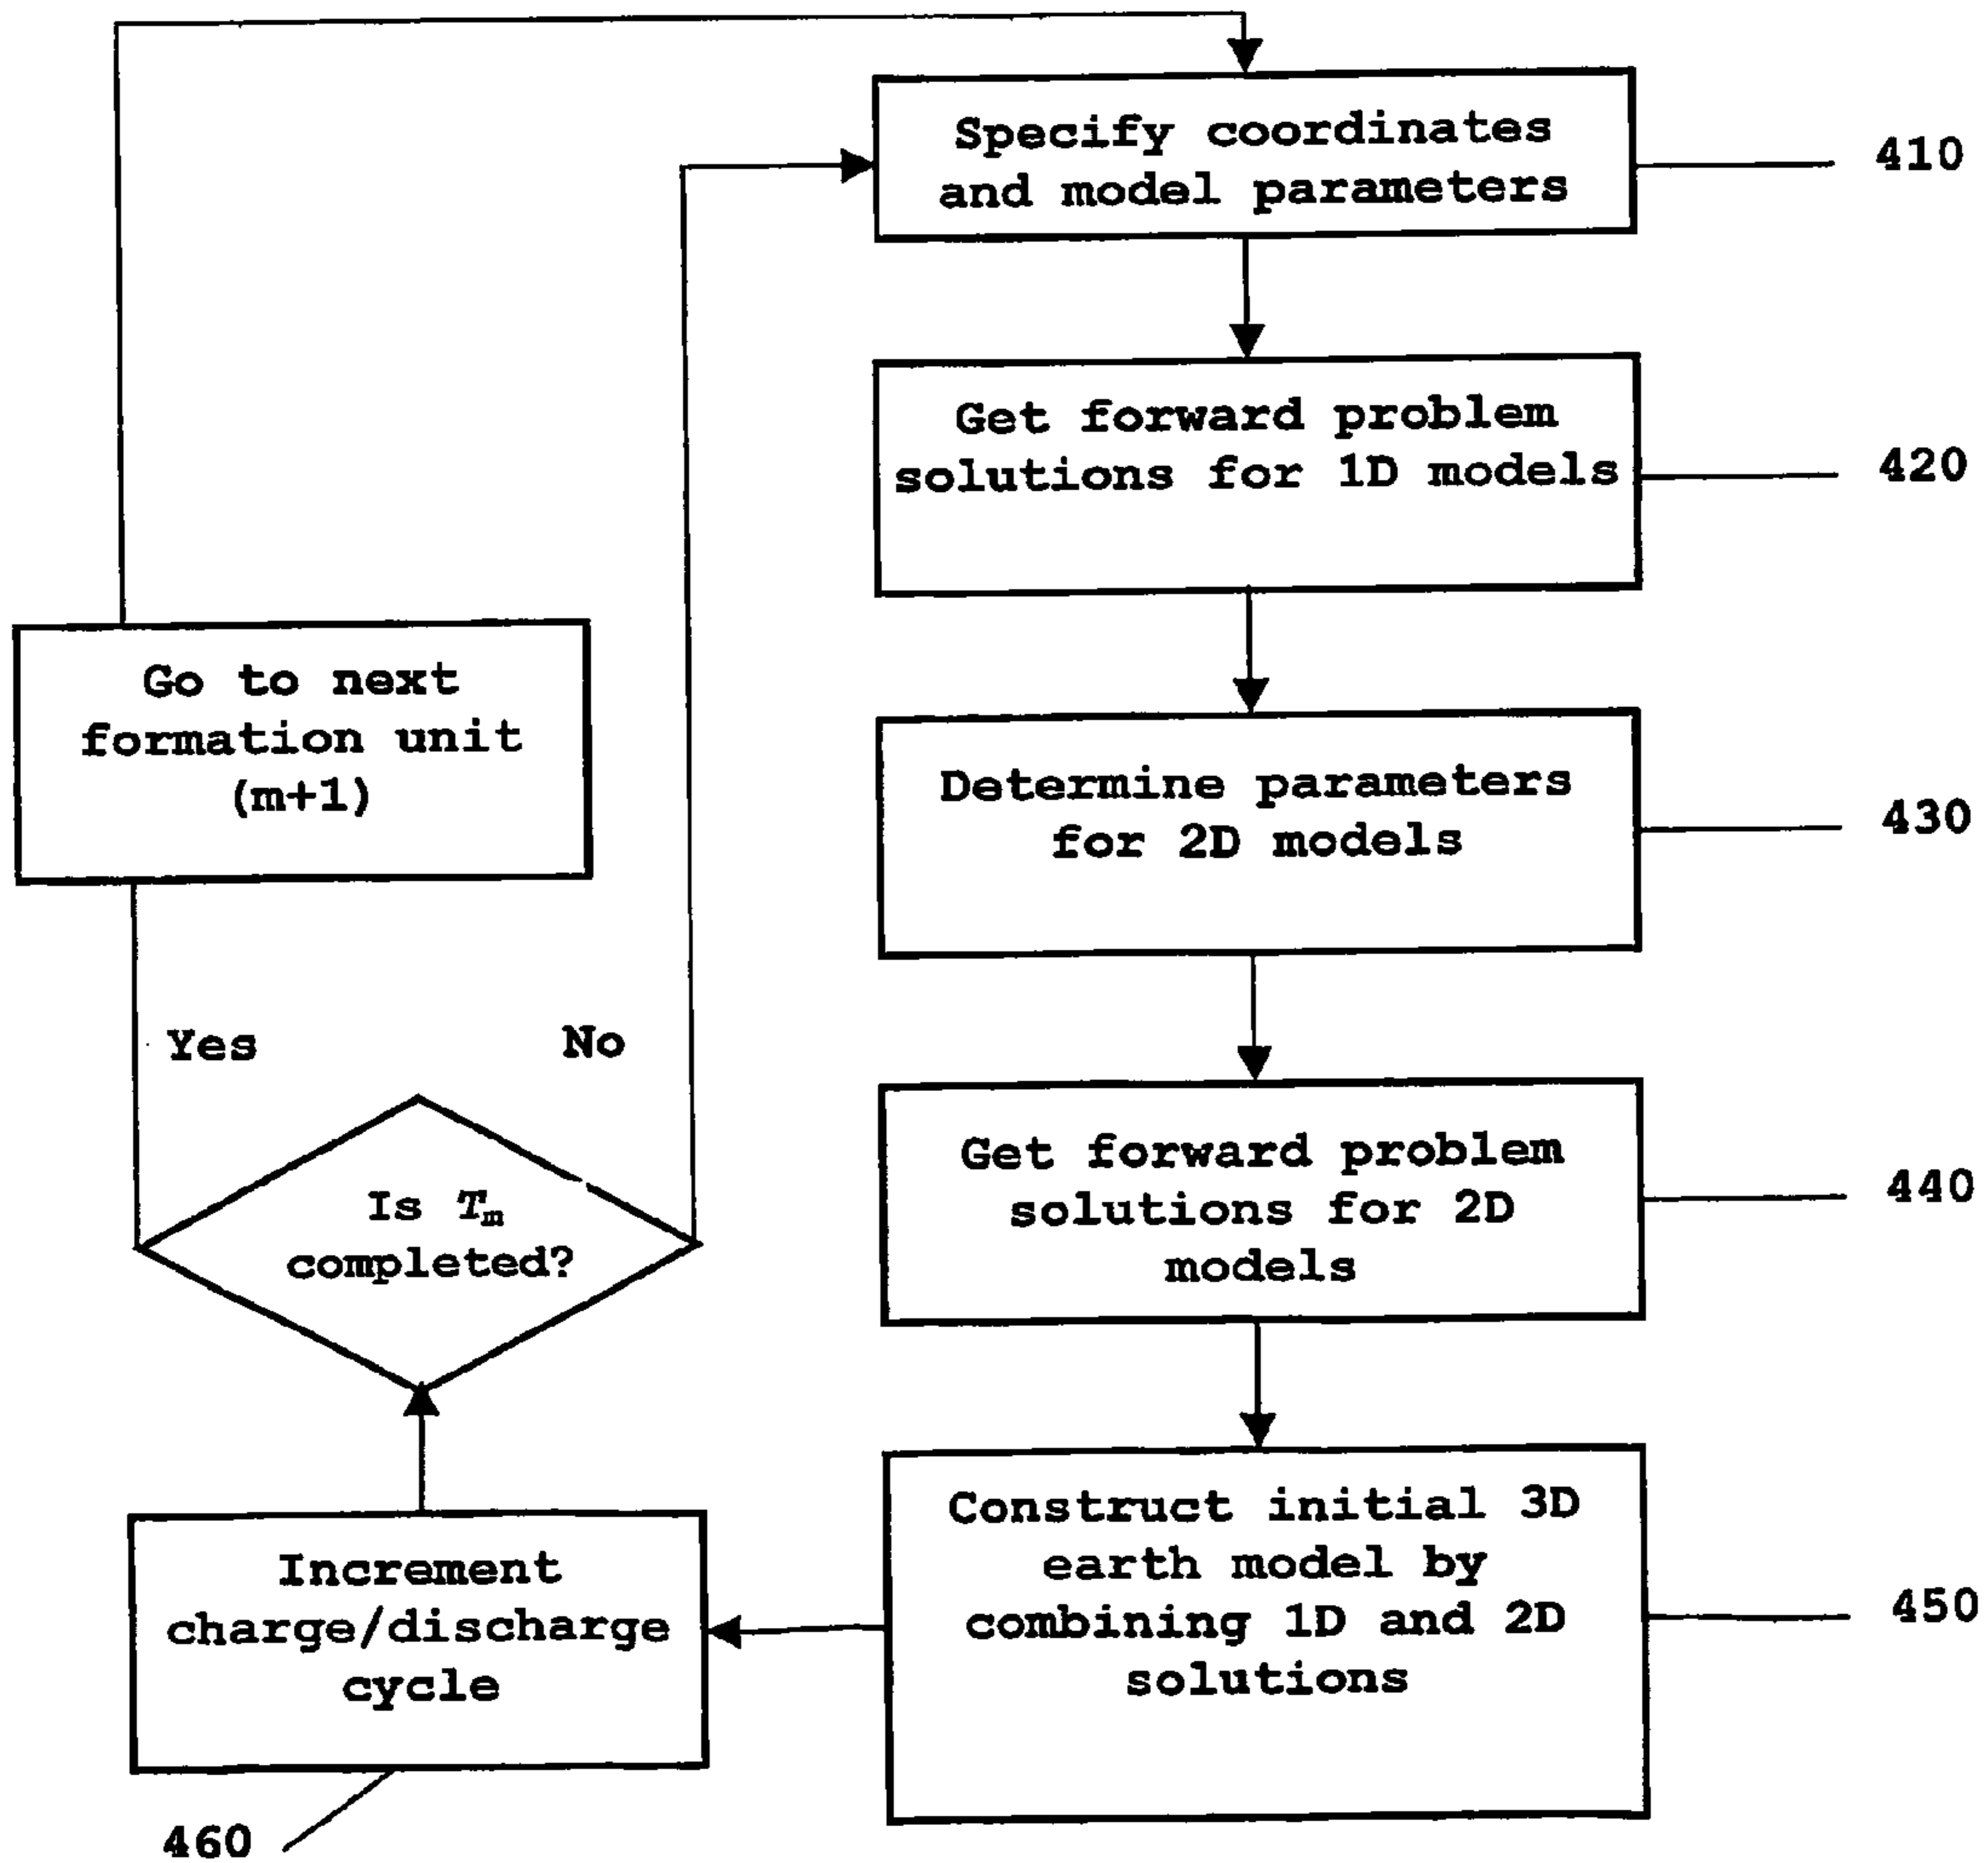 Specify coordinates
and model parameters
410
Get forward problem
solutions for 1D models
420
Go to next
formation unit
(m+1)
Determine parameters
for 2D models
430
Yes
No
Get forward problem
solutions for 2D
models
440
Is Tm
completed?
Construct initial 3D
earth model by
combining 1D and 2D
solutions
450
Increment
charge/discharge
cycle
460